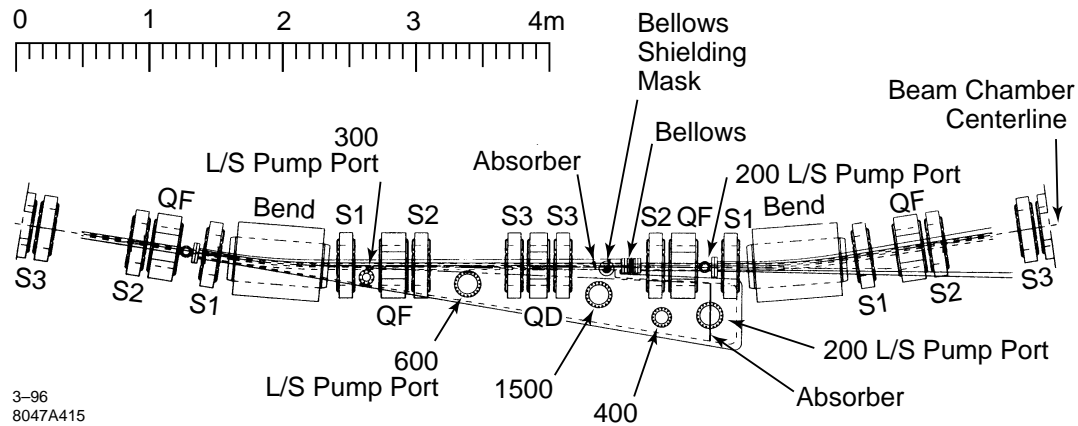 0 1 2 3 4m
Bellows
Shielding
Mask
Beam Chamber
Centerline
300
L/S Pump Port
Absorber
Bellows
200 L/S Pump Port
QF
Bend
S1
S2
S3
S3
S2
QF
S1
Bend
QF
S3
S2
S1
QF
QD
S1
S2
S3
600
L/S Pump Port
1500
400
200 L/S Pump Port
Absorber
3–96
8047A415